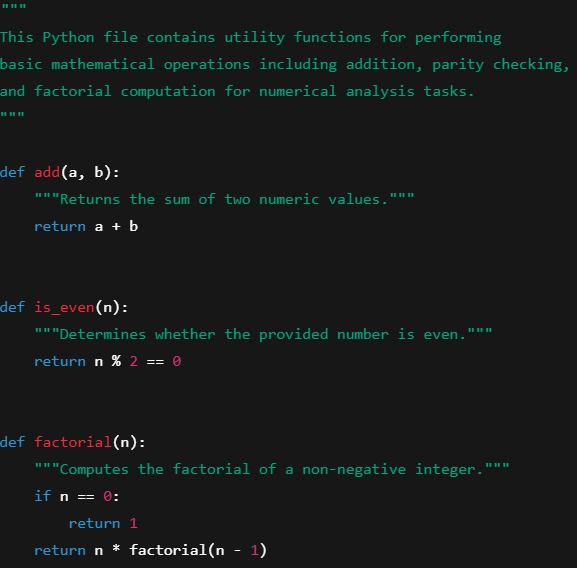 """
This Python file contains utility functions for performing
basic mathematical operations including addition, parity checking,
and factorial computation for numerical analysis tasks.
"""
def add(a, b):
    """Returns the sum of two numeric values."""
    return a + b
def is_even(n):
    """Determines whether the provided number is even."""
    return n % 2 == 0
def factorial(n):
    """Computes the factorial of a non-negative integer."""
    if n == 0:
        return 1
    return n * factorial(n - 1)